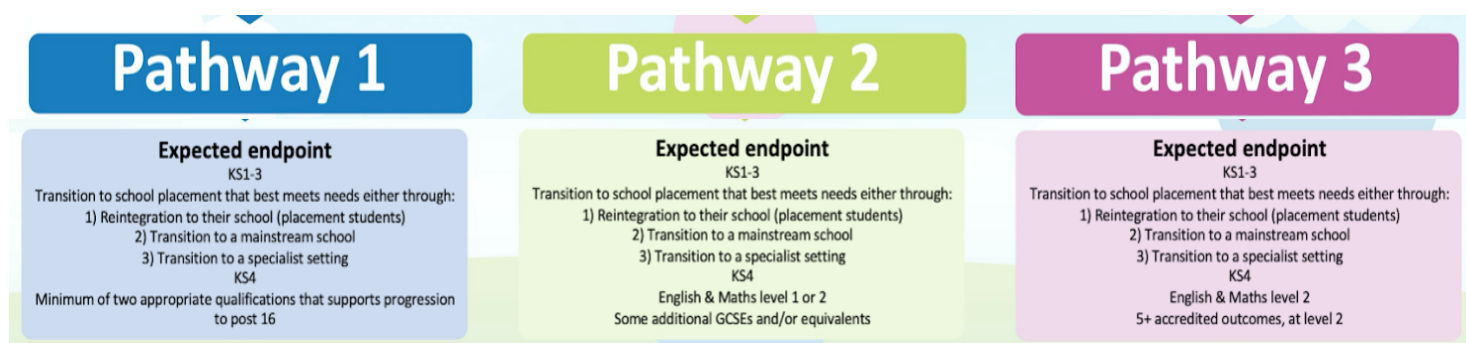 Pathway 1
Expected endpoint
KS1-3
Transition to school placement that best meets needs either through:
1) Reintegration to their school (placement students)
2) Transition to a mainstream school
3) Transition to a specialist setting
KS4
Minimum of two appropriate qualifications that supports progression
to post 16
Pathway 2
Expected endpoint
KS1-3
Transition to school placement that best meets needs either through:
1) Reintegration to their school (placement students)
2) Transition to a mainstream school
3) Transition to a specialist setting
KS4
English & Maths level 1 or 2
Some additional GCSEs and/or equivalents
Pathway 3
Expected endpoint
KS1-3
Transition to school placement that best meets needs either through:
1) Reintegration to their school (placement students)
2) Transition to a mainstream school
3) Transition to a specialist setting
KS4
English & Maths level 2
5+ accredited outcomes, at level 2